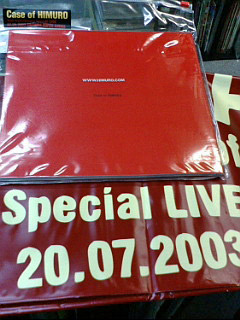 Case of HIMURO
WWW.HIMURO.COM
Special LIVE
20.07.2003